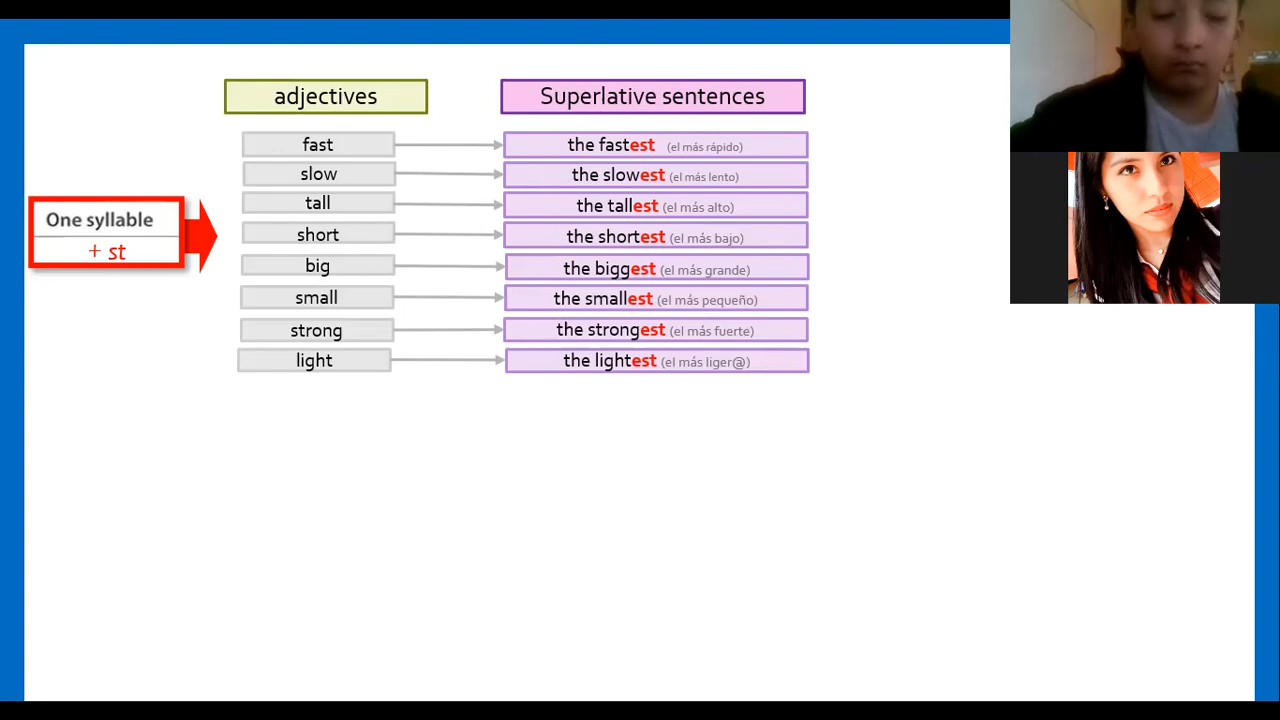 adjectives
Superlative sentences
One syllable
+ st
fast
the fastest (el más rápido)
slow
the slowest (el más lento)
tall
the tallest (el más alto)
short
the shortest (el más bajo)
big
the biggest (el más grande)
small
the smallest (el más pequeño)
strong
the strongest (el más fuerte)
light
the lightest (el más liger@)